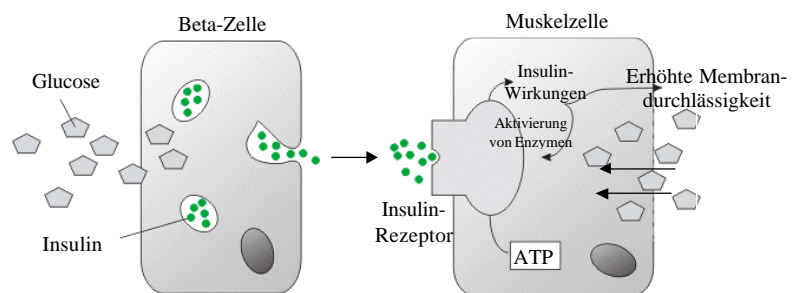 Beta-Zelle
Muskelzelle
Glucose
Insulin-
Wirkungen
Erhöhte Membran-
durchlässigkeit
Aktivierung
von Enzymen
Insulin
Insulin-
Rezeptor
ATP